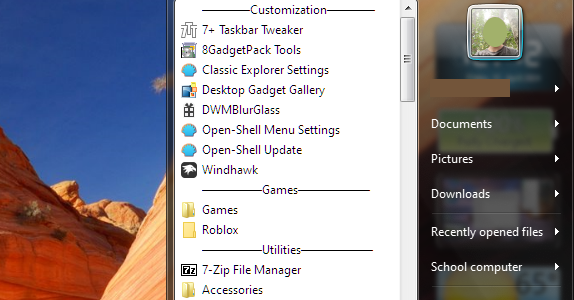 Customization
7+ Taskbar Tweaker
8GadgetPack Tools
Classic Explorer Settings
Desktop Gadget Gallery
DWMBlurGlass
Open-Shell Menu Settings
Open-Shell Update
Windhawk
Games
Games
Roblox
Utilities
7-Zip File Manager
Accessories
Documents
Pictures
Downloads
Recently opened files
School computer